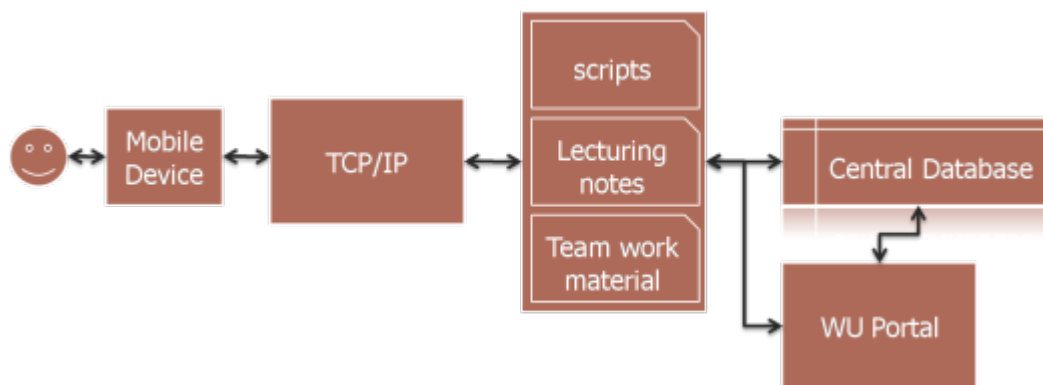 Mobile
Device
TCP/IP
scripts
Lecturing
notes
Team work
material
Central Database
WU Portal